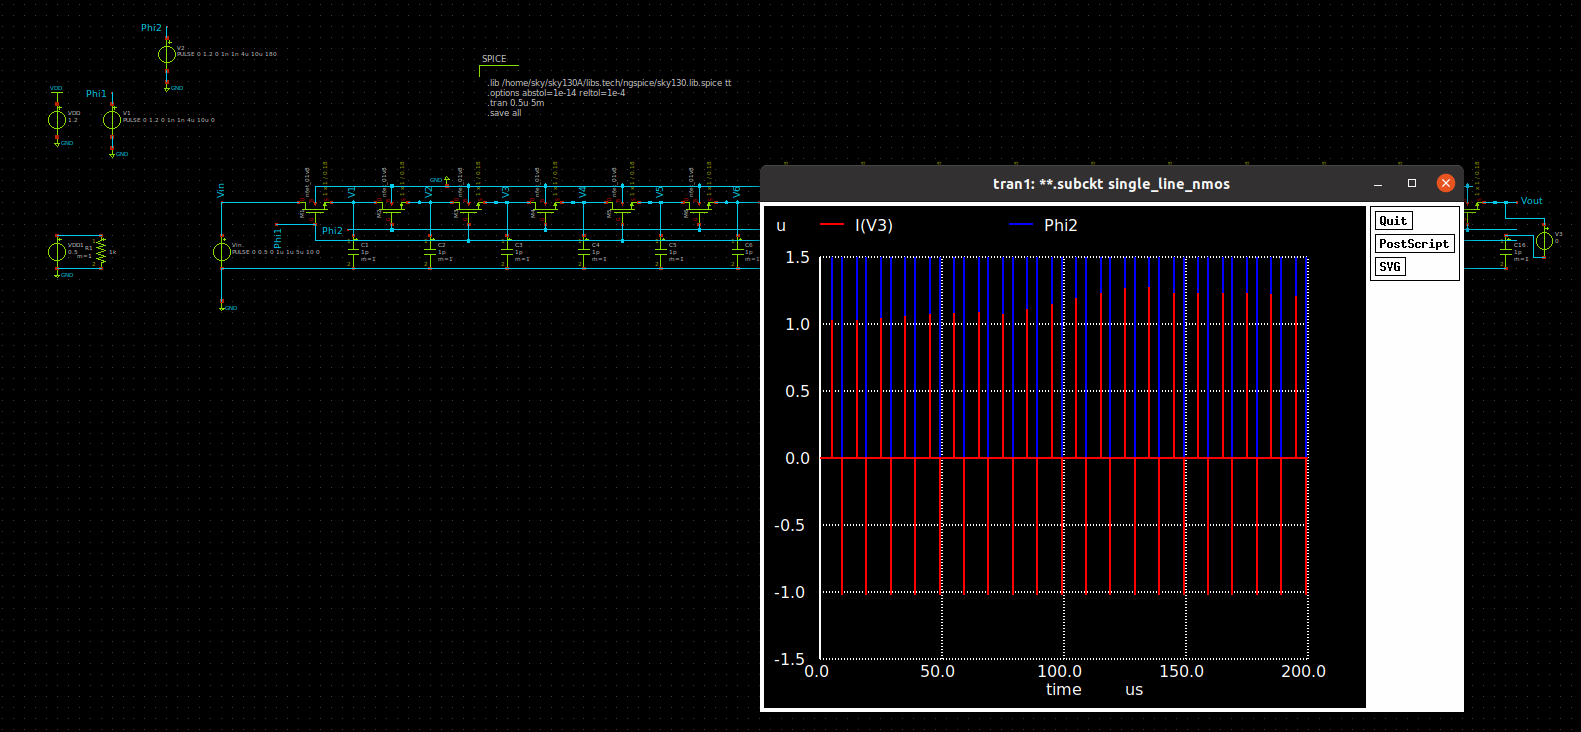 Phi2
V2
PULSE 0 1.2 0 1n 1n 4u 10u 180
GND
SPICE
.lib /home/sky/sky130A/libs.tech/ngspice/sky130.lib.spice tt
.options abstol=1e-14 reltol=1e-4
.tran 0.5u 5m
.save all
VDD
VDD
1.2
GND
Phi1
V1
PULSE 0 1.2 0 1n 1n 4u 10u 0
GND
Vin
V1
V2
GND
V3
V4
V5
V6
Phi1
Phi2
Vin
PULSE 0 0.5 0 1u 1u 5u 10 0
GND
VDD1
0.5
m=1
R1
1k
GND
C1
1p
m=1
C2
1p
m=1
C3
1p
m=1
C4
1p
m=1
C5
1p
m=1
C6
1p
m=1
tran1: **.subckt single_line_nmos
u
I(V3)
Phi2
1.5
1.0
0.5
0.0
-0.5
-1.0
-1.5
0.0
50.0
100.0
150.0
200.0
time
us
Quit
PostScript
SVG
Vout
V3
0
C16
1p
m=1